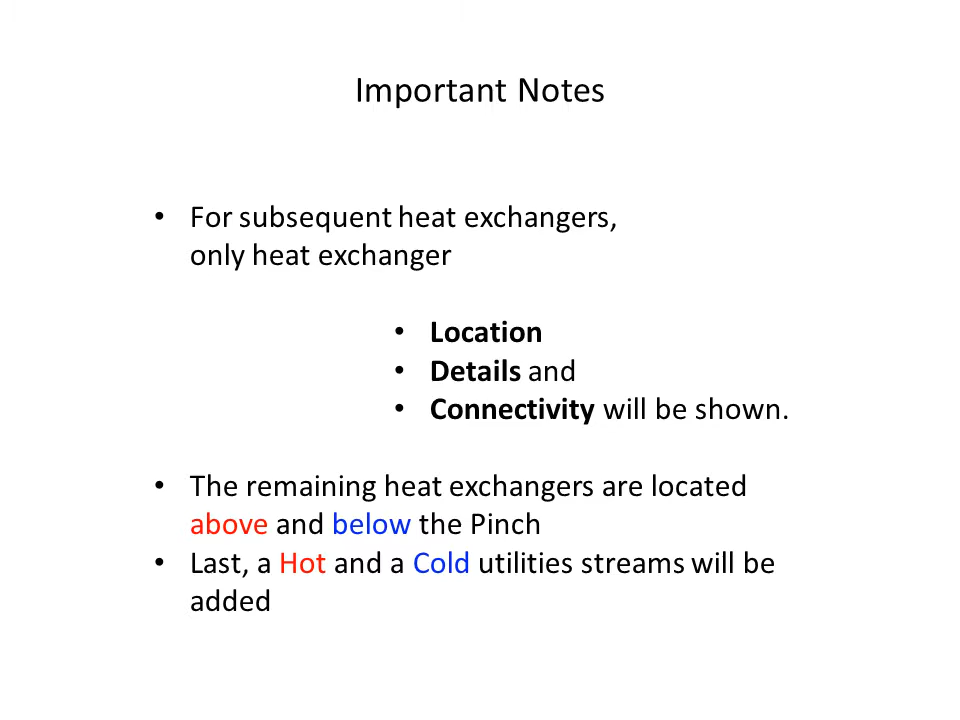 Important Notes
• For subsequent heat exchangers,
only heat exchanger
• Location
• Details and
• Connectivity will be shown.
• The remaining heat exchangers are located
above and below the Pinch
• Last, a Hot and a Cold utilities streams will be
added